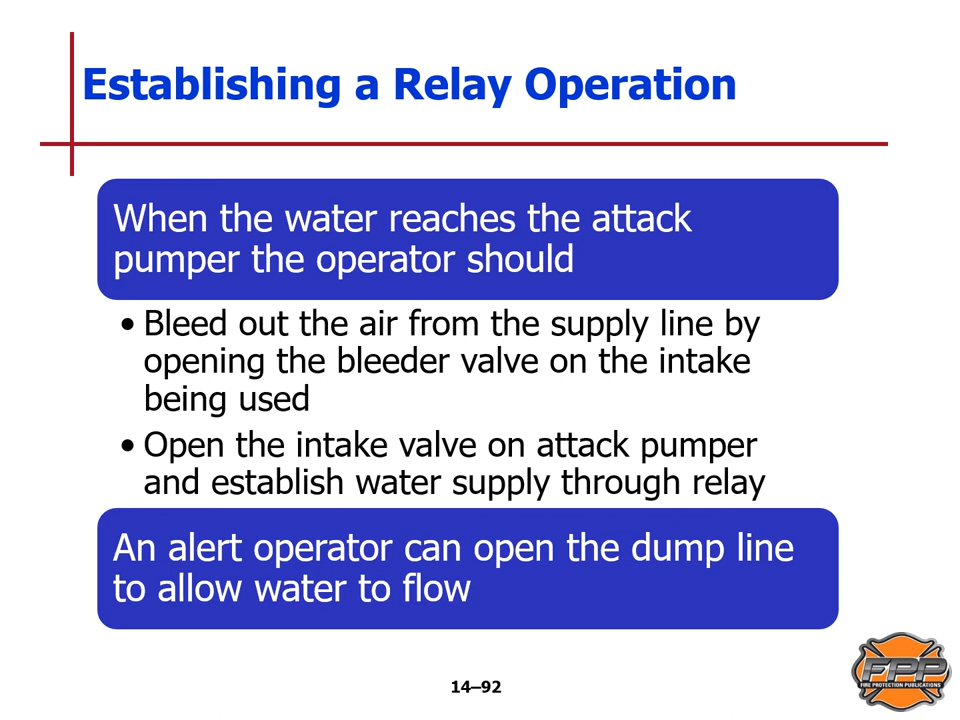 Establishing a Relay Operation
When the water reaches the attack
pumper the operator should
• Bleed out the air from the supply line by
opening the bleeder valve on the intake
being used
• Open the intake valve on attack pumper
and establish water supply through relay
An alert operator can open the dump line
to allow water to flow
14–92
FPP
FIRE PROTECTION PUBLICATIONS